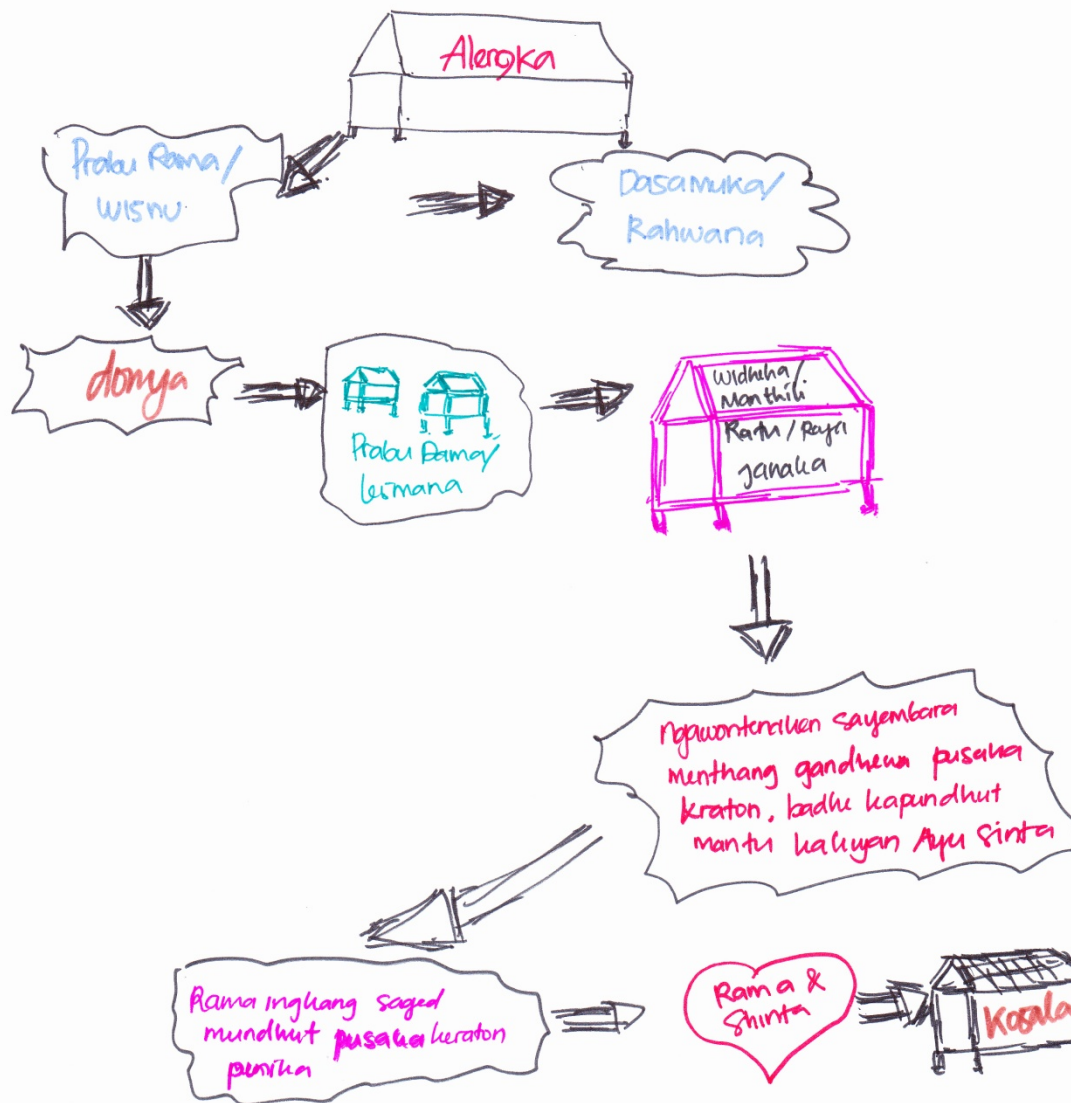 Alengka
Prabu Rama/
Wisnu
Dasamuka/
Rahwana
donya
Prabu Rama/
lesmana
Widheha/
Manthili
Ratu/Raja
Janaka
Ngawontenaken sayembara
menthang gandhewa pusaka
kraton, badhe kapundhut
mantu kaliyan Ayu Sinta
Rama ingkang saged
mundhut pusaka keraton
punika
Rama &
Shinta
Kosala